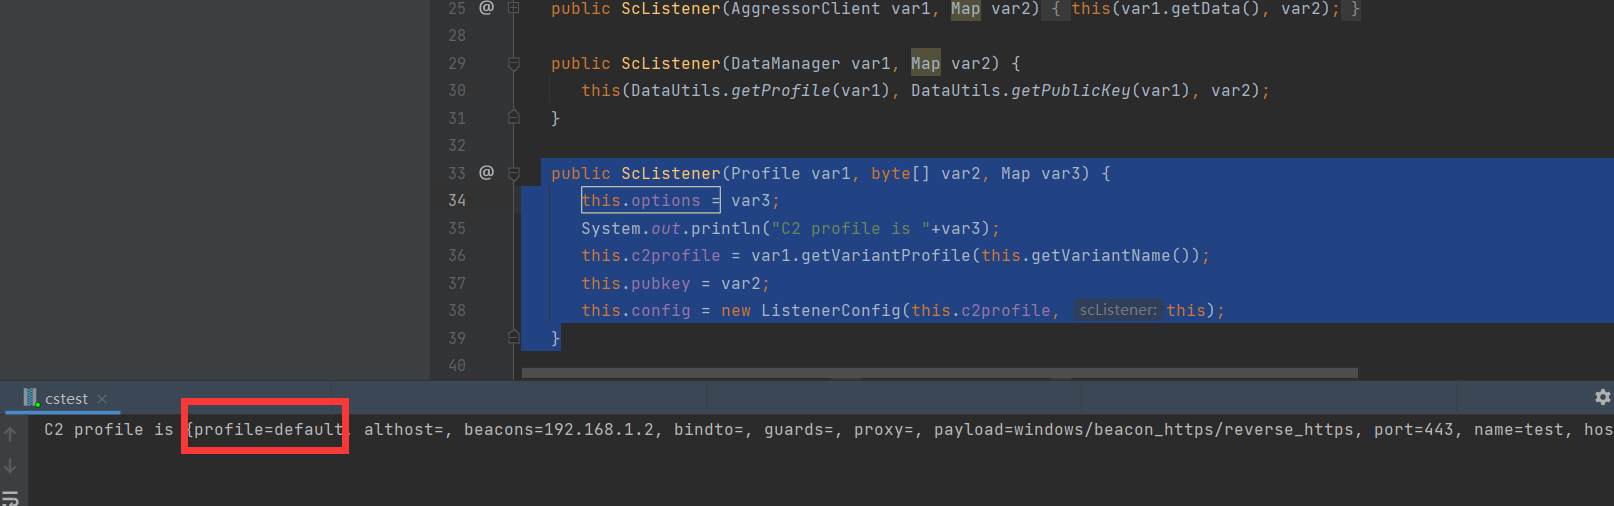 25 @ public ScListener(AggressorClient var1, Map var2) { this(var1.getData(), var2); }
28
29 public ScListener(DataManager var1, Map var2) {
30 this(DataUtils.getProfile(var1), DataUtils.getPublicKey(var1), var2);
31 }
32
33 @ public ScListener(Profile var1, byte[] var2, Map var3) {
34 this.options = var3;
35 System.out.println("C2 profile is "+var3);
36 this.c2profile = var1.getVariantProfile(this.getVariantName());
37 this.pubkey = var2;
38 this.config = new ListenerConfig(this.c2profile, scListener: this);
39 }
40
cstest ×
C2 profile is {profile=default, althost=, beacons=192.168.1.2, bindto=, guards=, proxy=, payload=windows/beacon_https/reverse_https, port=443, name=test, hos